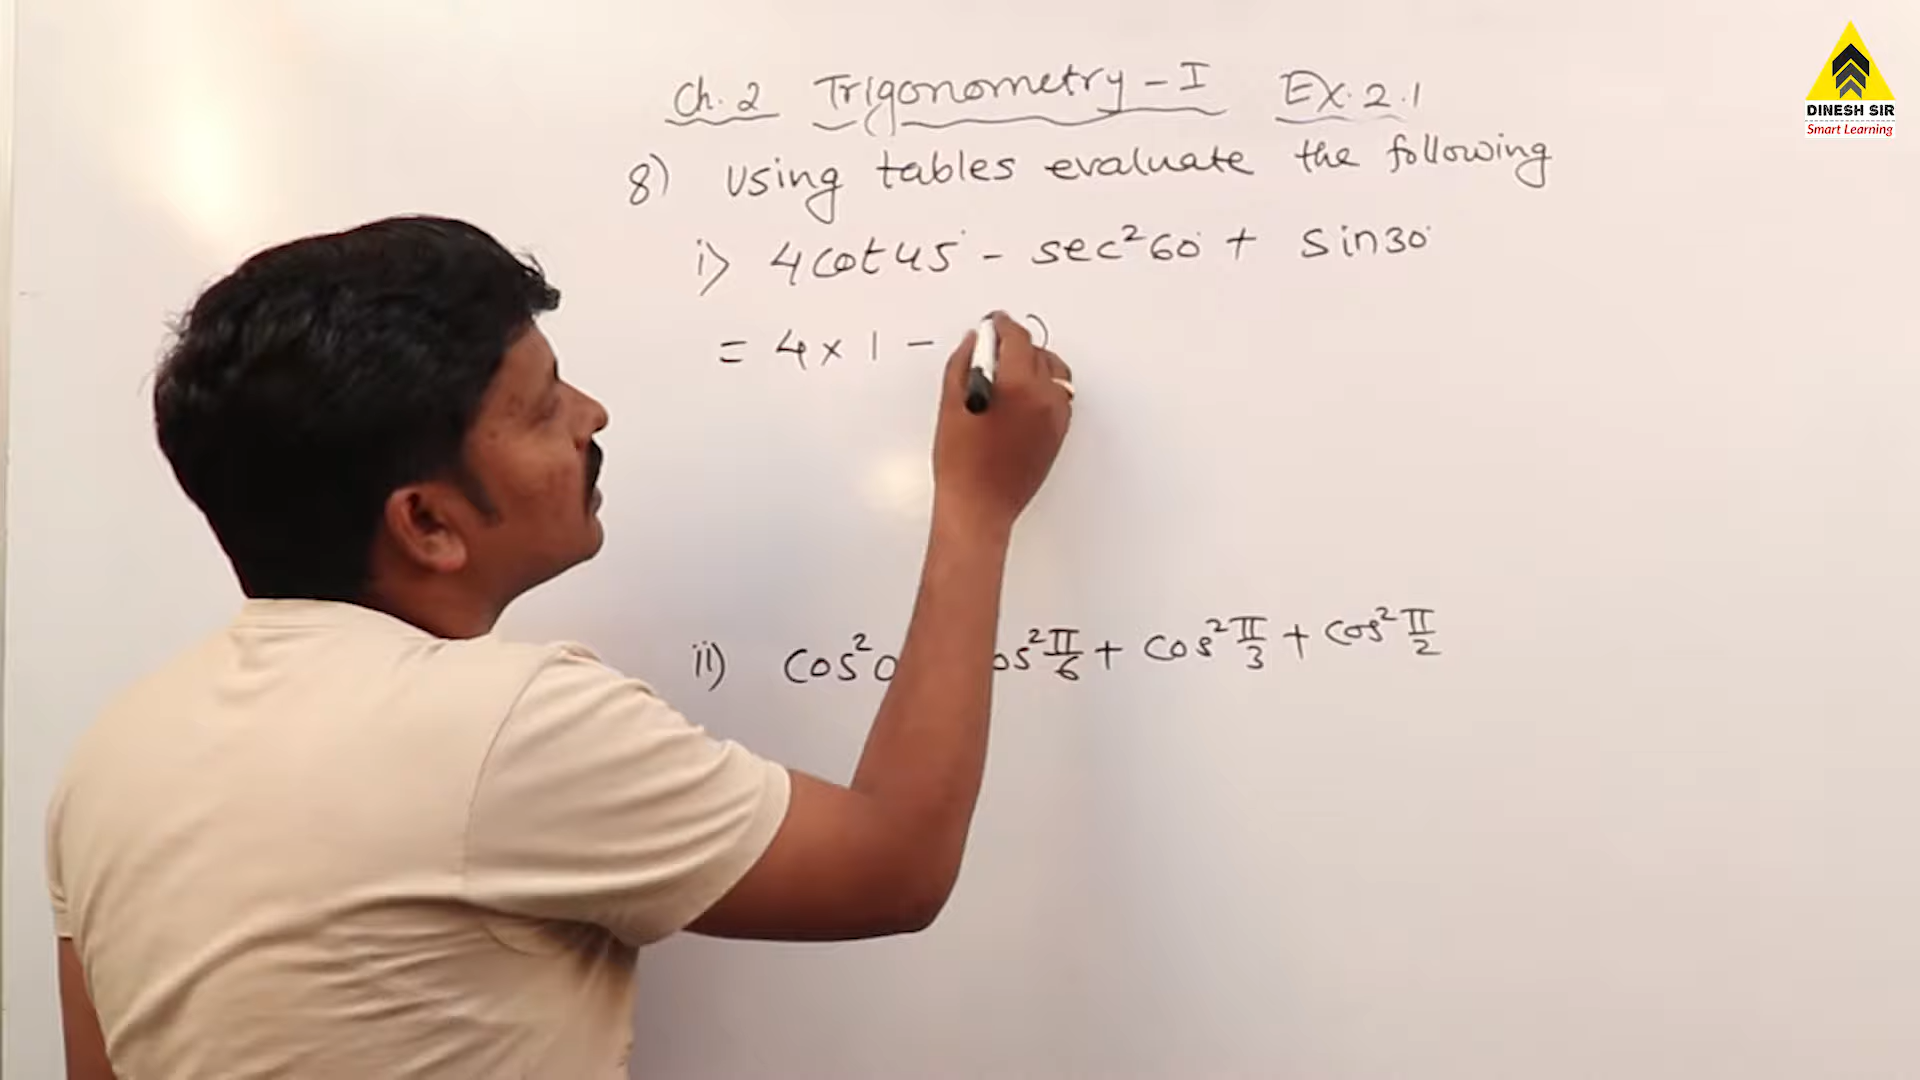 Ch. 2 Trigonometry - I Ex. 2.1
8) Using tables evaluate the following
i) 4cot45° - sec²60° + sin30°
= 4 × 1 - )
ii) cos²0 os²π/6 + cos²π/3 + cos²π/2
DINESH SIR
Smart Learning